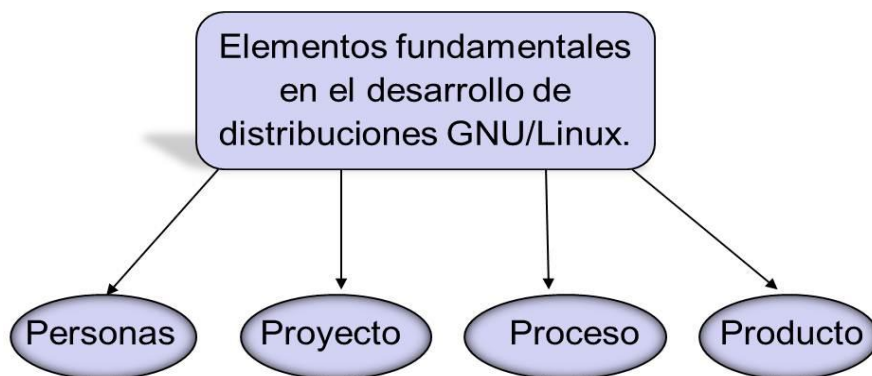 Elementos fundamentales
en el desarrollo de
distribuciones GNU/Linux.
Personas
Proyecto
Proceso
Producto